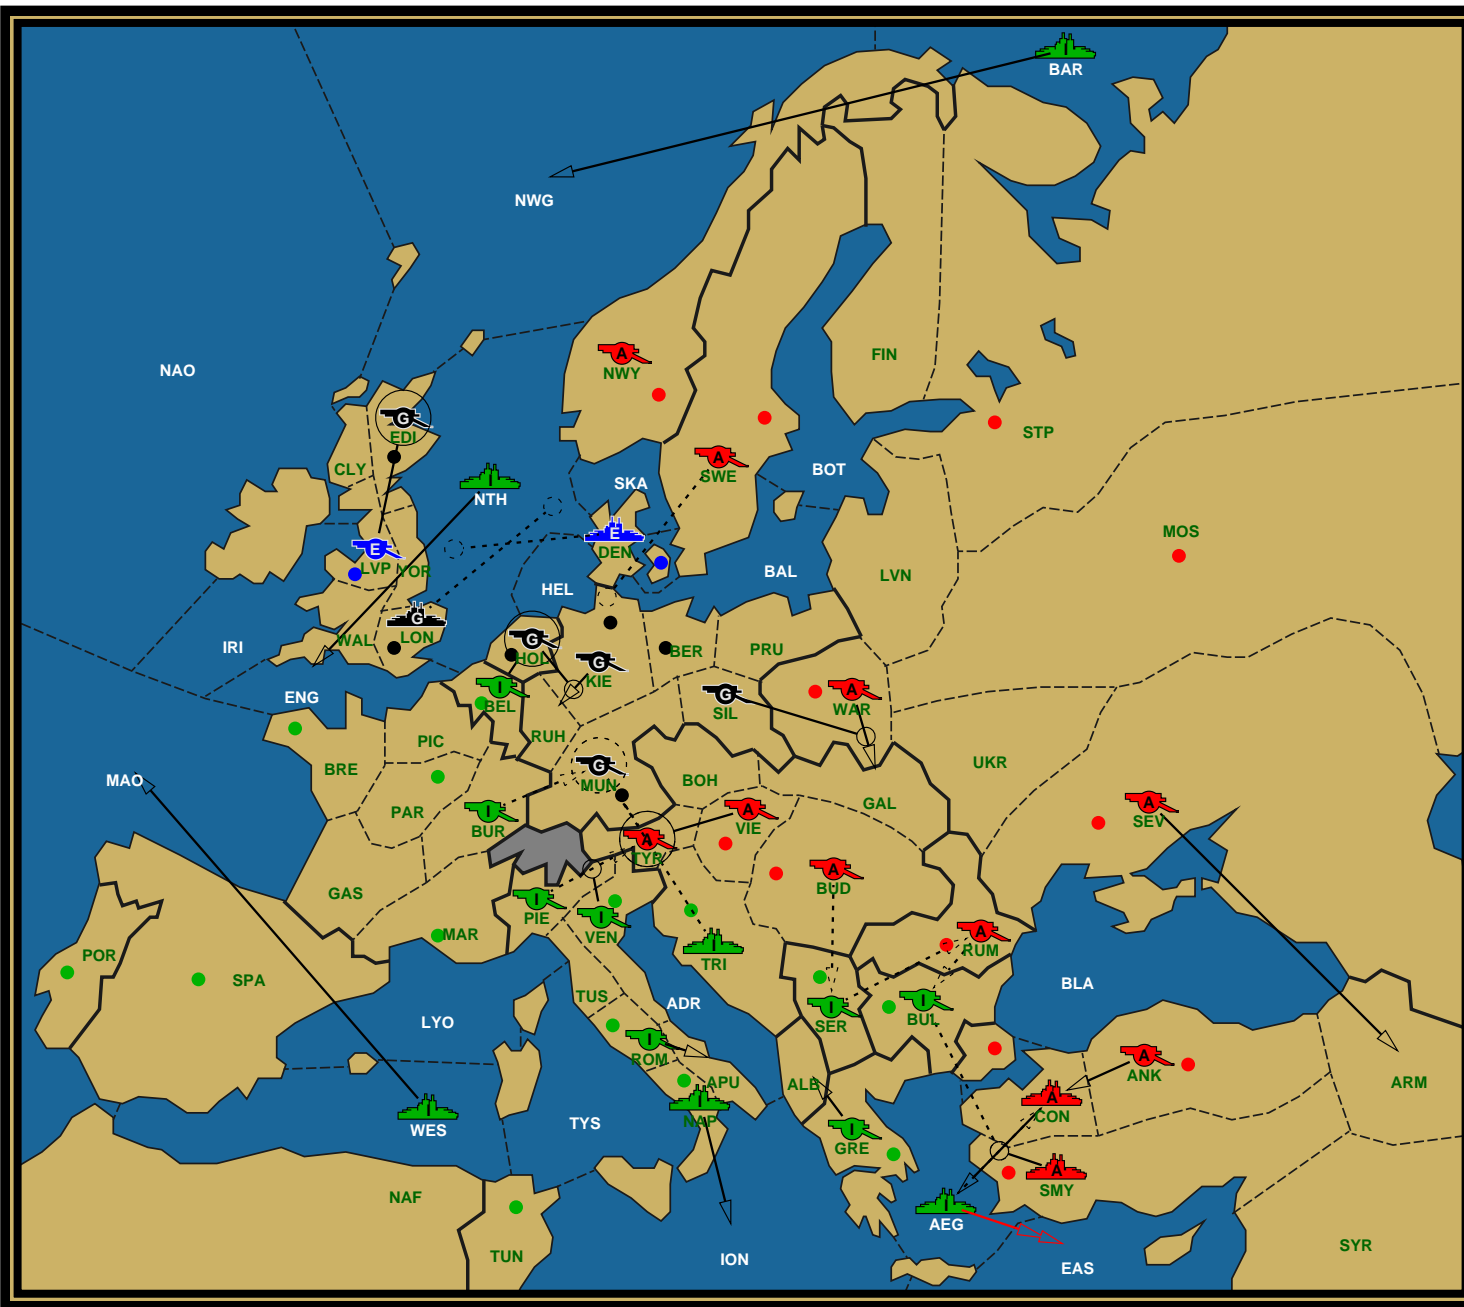 I
BAR
NWG
NAO
A
NWY
FIN
G
EDI
STP
CLY
A
SWE
BOT
I
NTH
SKA
MOS
E
DEN
E
LVP
YOR
BAL
LVN
HEL
G
LON
IRI
WAL
G
HOL
G
KIE
BER
PRU
ENG
I
BEL
G
SIL
A
WAR
PIC
RUH
BRE
UKR
MAO
G
MUN
BOH
GAL
PAR
I
BUR
A
VIE
A
SEV
A
TYR
A
BUD
GAS
I
PIE
I
VEN
MAR
A
RUM
POR
SPA
I
TRI
BLA
TUS
ADR
I
SER
I
BUL
LYO
I
ROM
A
ANK
APU
ALB
ARM
I
NAP
A
CON
I
WES
TYS
I
GRE
A
SMY
NAF
I
AEG
TUN
ION
EAS
SYR